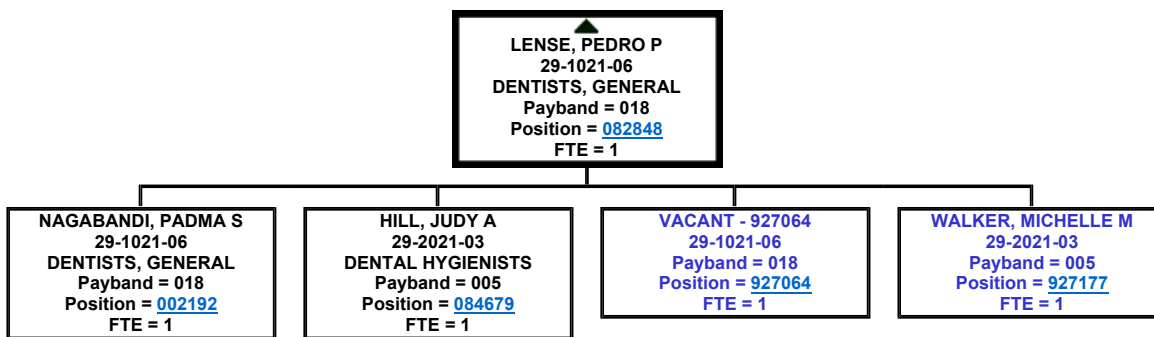 LENSE, PEDRO P
29-1021-06
DENTISTS, GENERAL
Payband = 018
Position = 082848
FTE = 1
NAGABANDI, PADMA S
29-1021-06
DENTISTS, GENERAL
Payband = 018
Position = 002192
FTE = 1
HILL, JUDY A
29-2021-03
DENTAL HYGIENISTS
Payband = 005
Position = 084679
FTE = 1
VACANT - 927064
29-1021-06
Payband = 018
Position = 927064
FTE = 1
WALKER, MICHELLE M
29-2021-03
Payband = 005
Position = 927177
FTE = 1